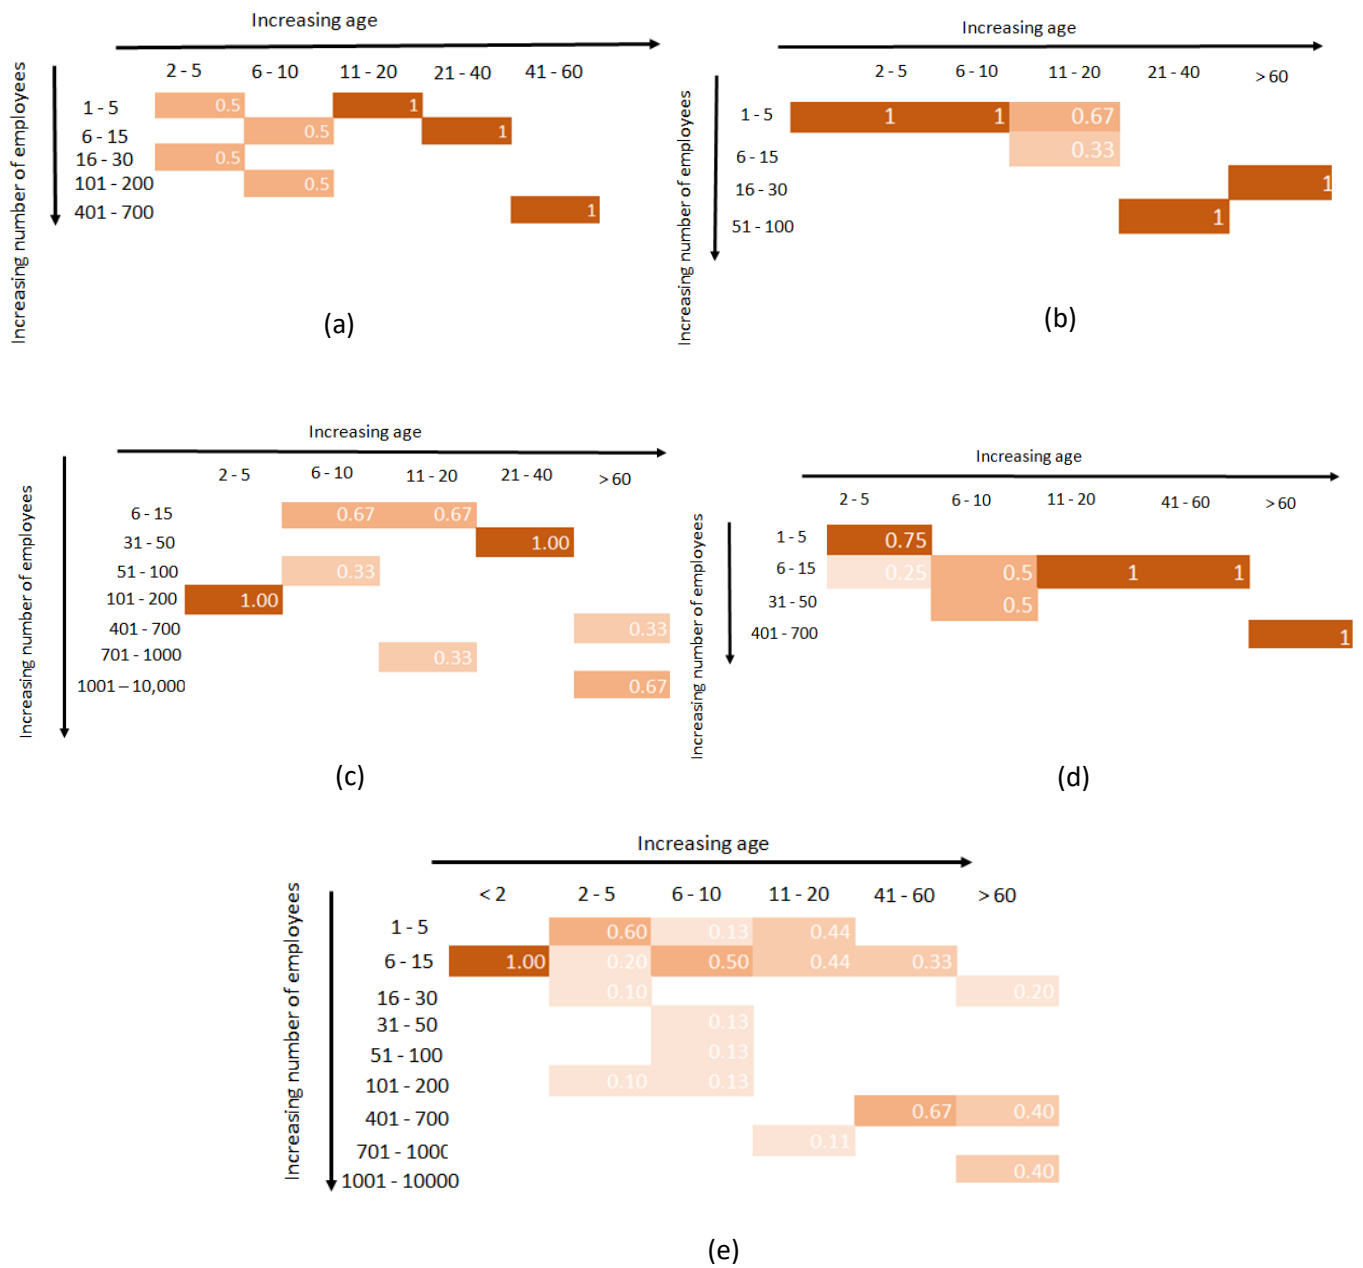 Increasing age
2 - 5 6 - 10 11 - 20 21 - 40 41 - 60
Increasing number of employees
1 - 5 0.5 1
6 - 15 0.5 1
16 - 30 0.5
101 - 200 0.5
401 - 700 1
(a)
Increasing age
2 - 5 6 - 10 11 - 20 21 - 40 > 60
Increasing number of employees
1 - 5 1 1 0.67
6 - 15 0.33
16 - 30 1
51 - 100 1
(b)
Increasing age
2 - 5 6 - 10 11 - 20 21 - 40 > 60
Increasing number of employees
6 - 15 0.67 0.67
31 - 50 1.00
51 - 100 0.33
101 - 200 1.00
401 - 700 0.33
701 - 1000 0.33
1001 – 10,000 0.67
(c)
Increasing age
2 - 5 6 - 10 11 - 20 41 - 60 > 60
Increasing number of employees
1 - 5 0.75
6 - 15 0.25 0.5 1 1
31 - 50 0.5
401 - 700 1
(d)
Increasing age
< 2 2 - 5 6 - 10 11 - 20 41 - 60 > 60
Increasing number of employees
1 - 5 0.60 0.13 0.44
6 - 15 1.00 0.20 0.50 0.44 0.33
16 - 30 0.10 0.20
31 - 50 0.13
51 - 100 0.13
101 - 200 0.10 0.13
401 - 700 0.67 0.40
701 - 1000 0.11
1001 - 10000 0.40
(e)